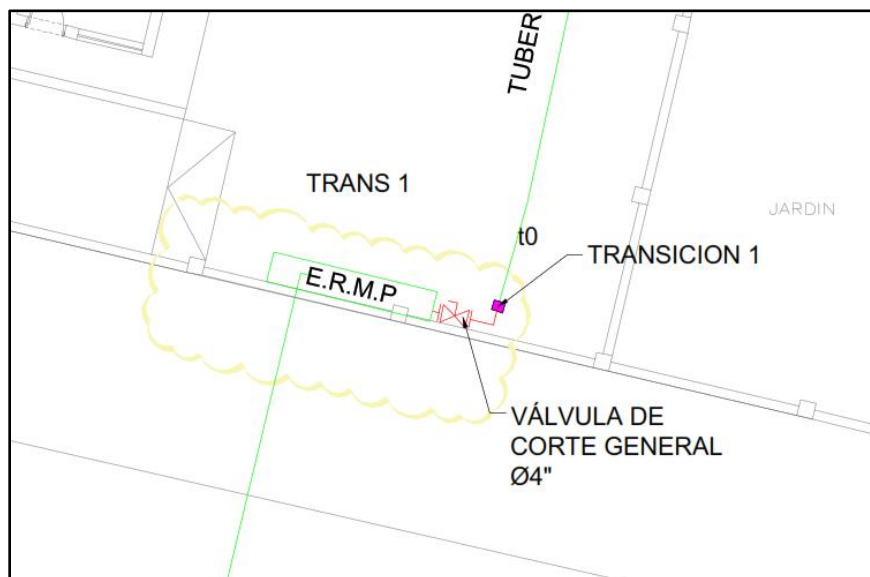 TUBER
TRANS 1
JARDIN
t0
TRANSICION 1
E.R.M.P
VÁLVULA DE
CORTE GENERAL
Ø4"